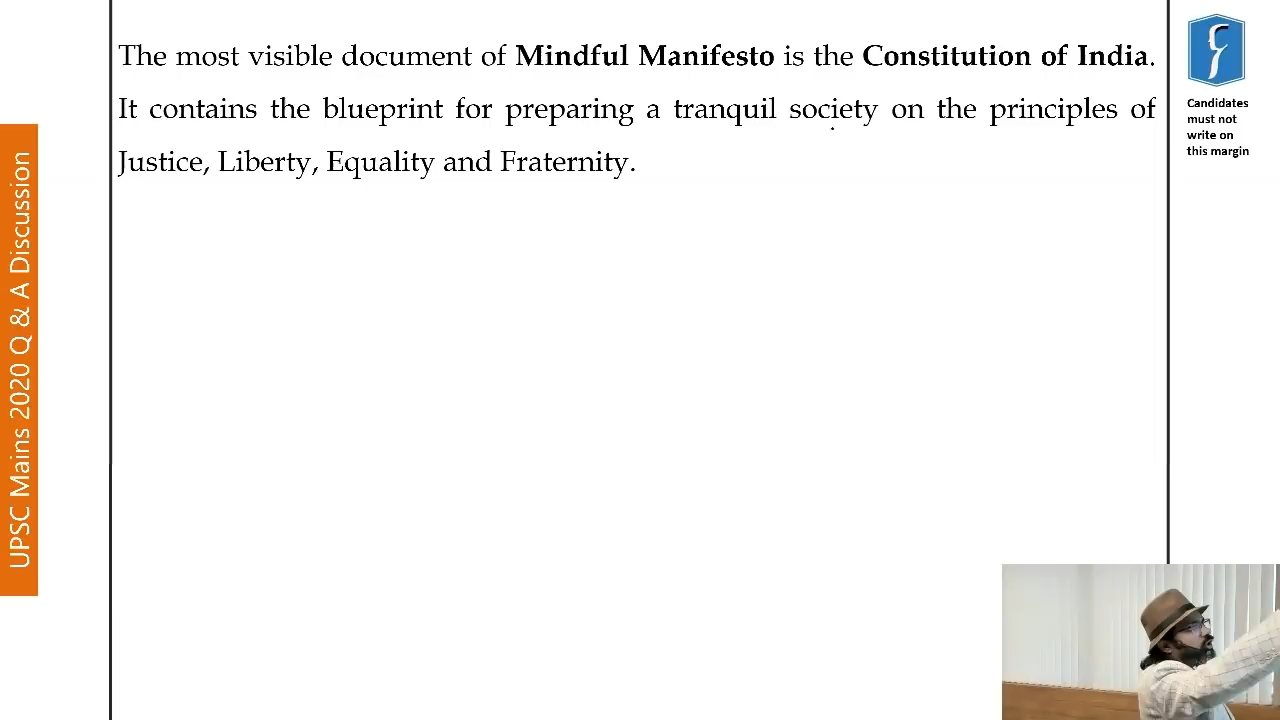 The most visible document of Mindful Manifesto is the Constitution of India.
It contains the blueprint for preparing a tranquil society on the principles of
Justice, Liberty, Equality and Fraternity.
Candidates
must not
write on
this margin
UPSC Mains 2020 Q & A Discussion